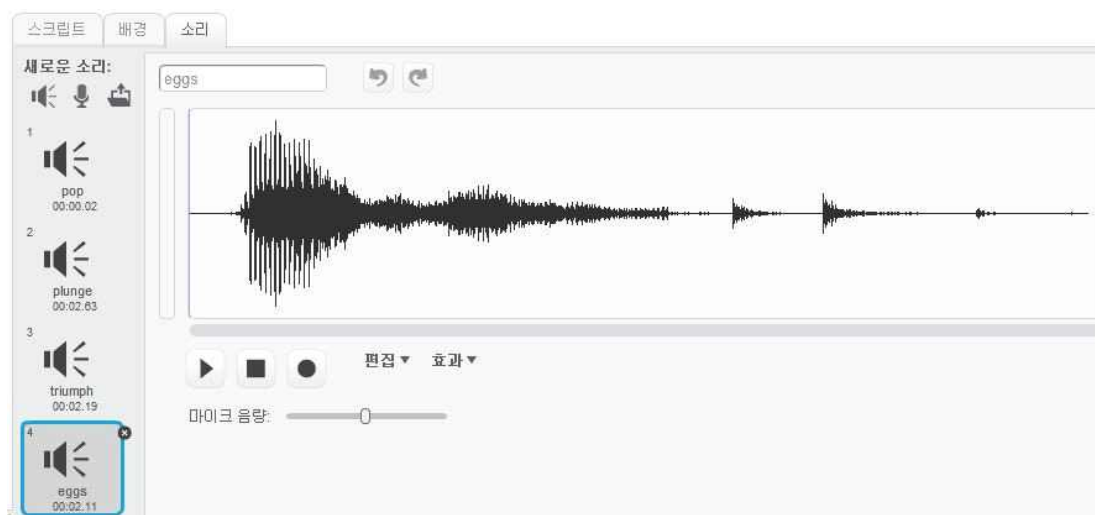 스크립트 배경 소리
새로운 소리:
eggs
1
pop
00:00.02
2
plunge
00:02.63
3
triumph
00:02.19
4
eggs
00:02.11
편집 ▼ 효과 ▼
마이크 음량: